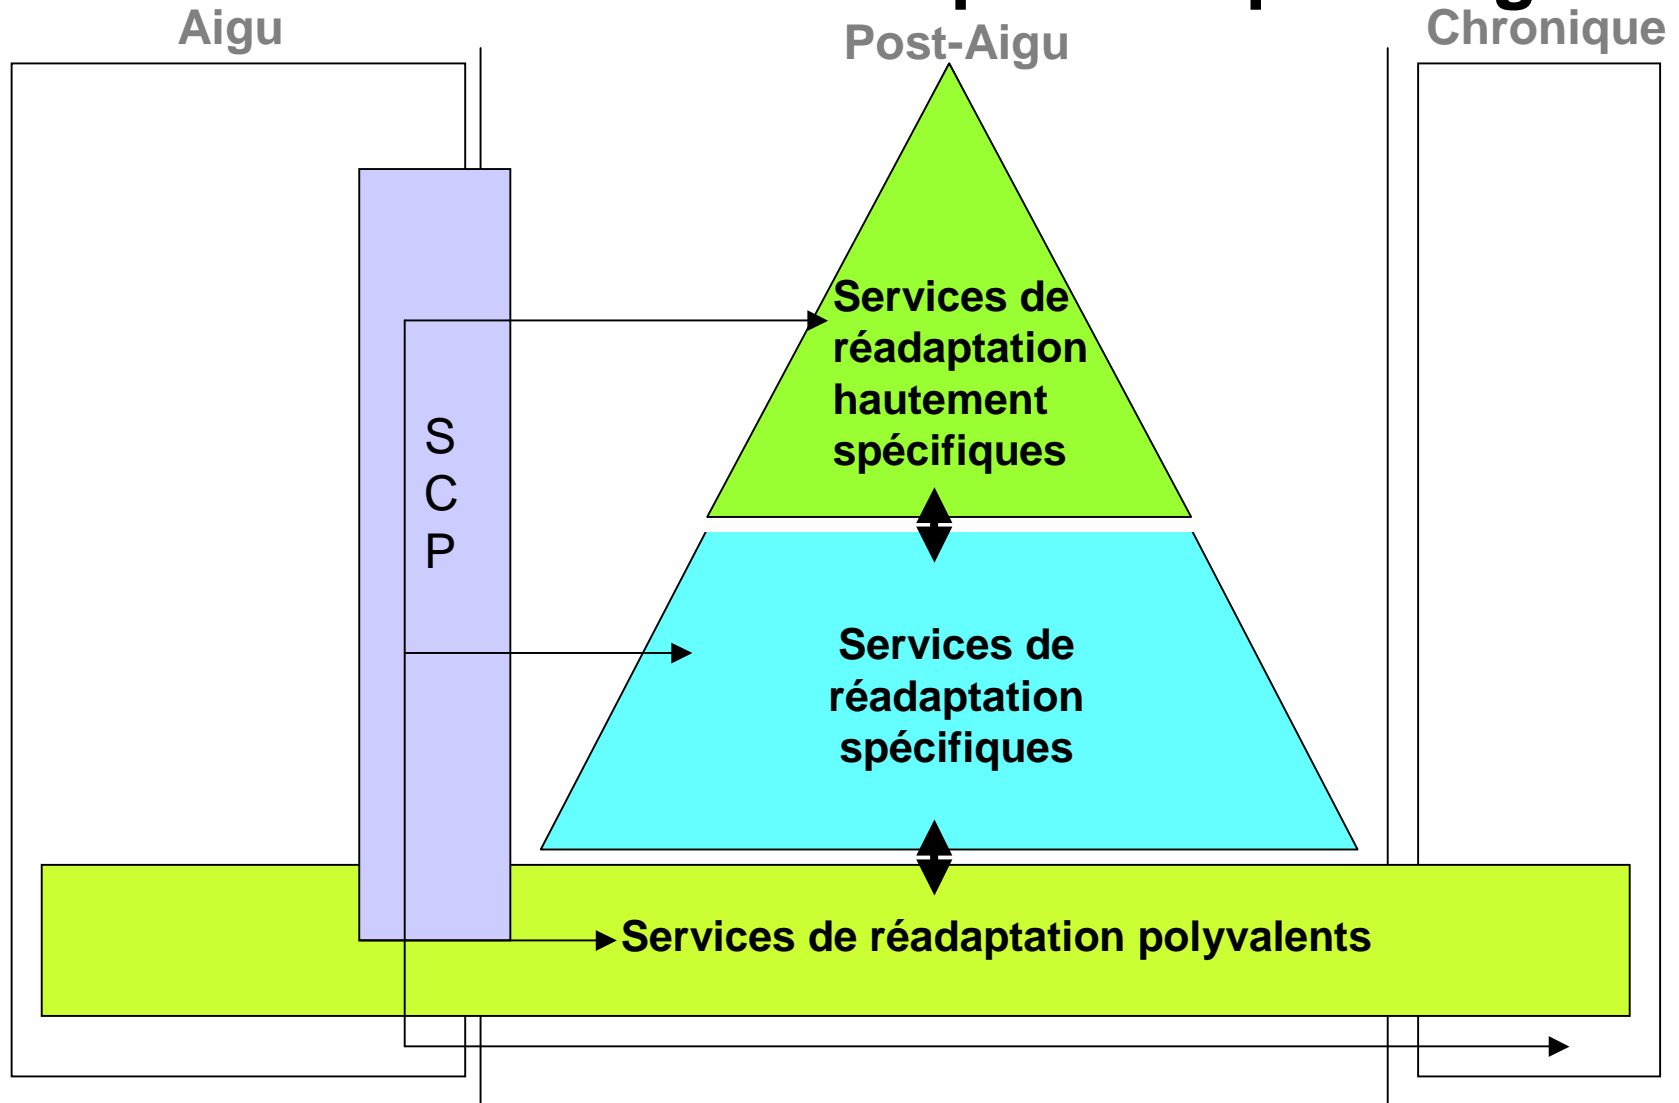 Aigu
Post-Aigu
Chronique
Services de
réadaptation
hautement
spécifiques
S
C
P
Services de
réadaptation
spécifiques
Services de réadaptation polyvalents